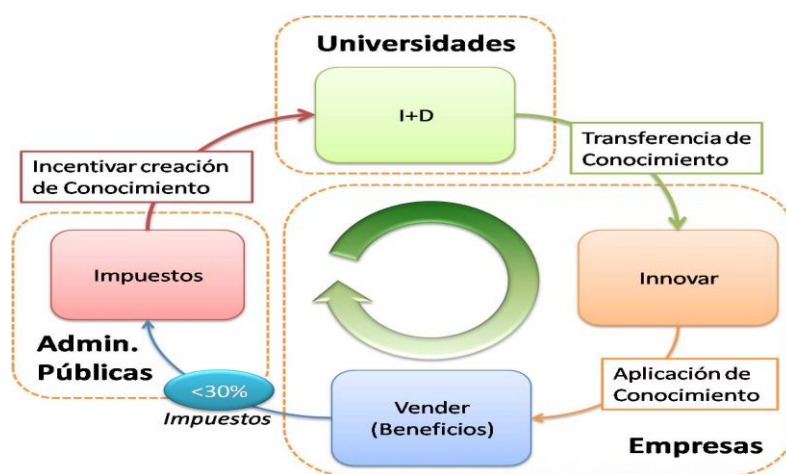 Universidades
I+D
Transferencia de
Conocimiento
Incentivar creación
de Conocimiento
Impuestos
Innovar
Admin.
Públicas
<30%
Impuestos
Vender
(Beneficios)
Aplicación de
Conocimiento
Empresas